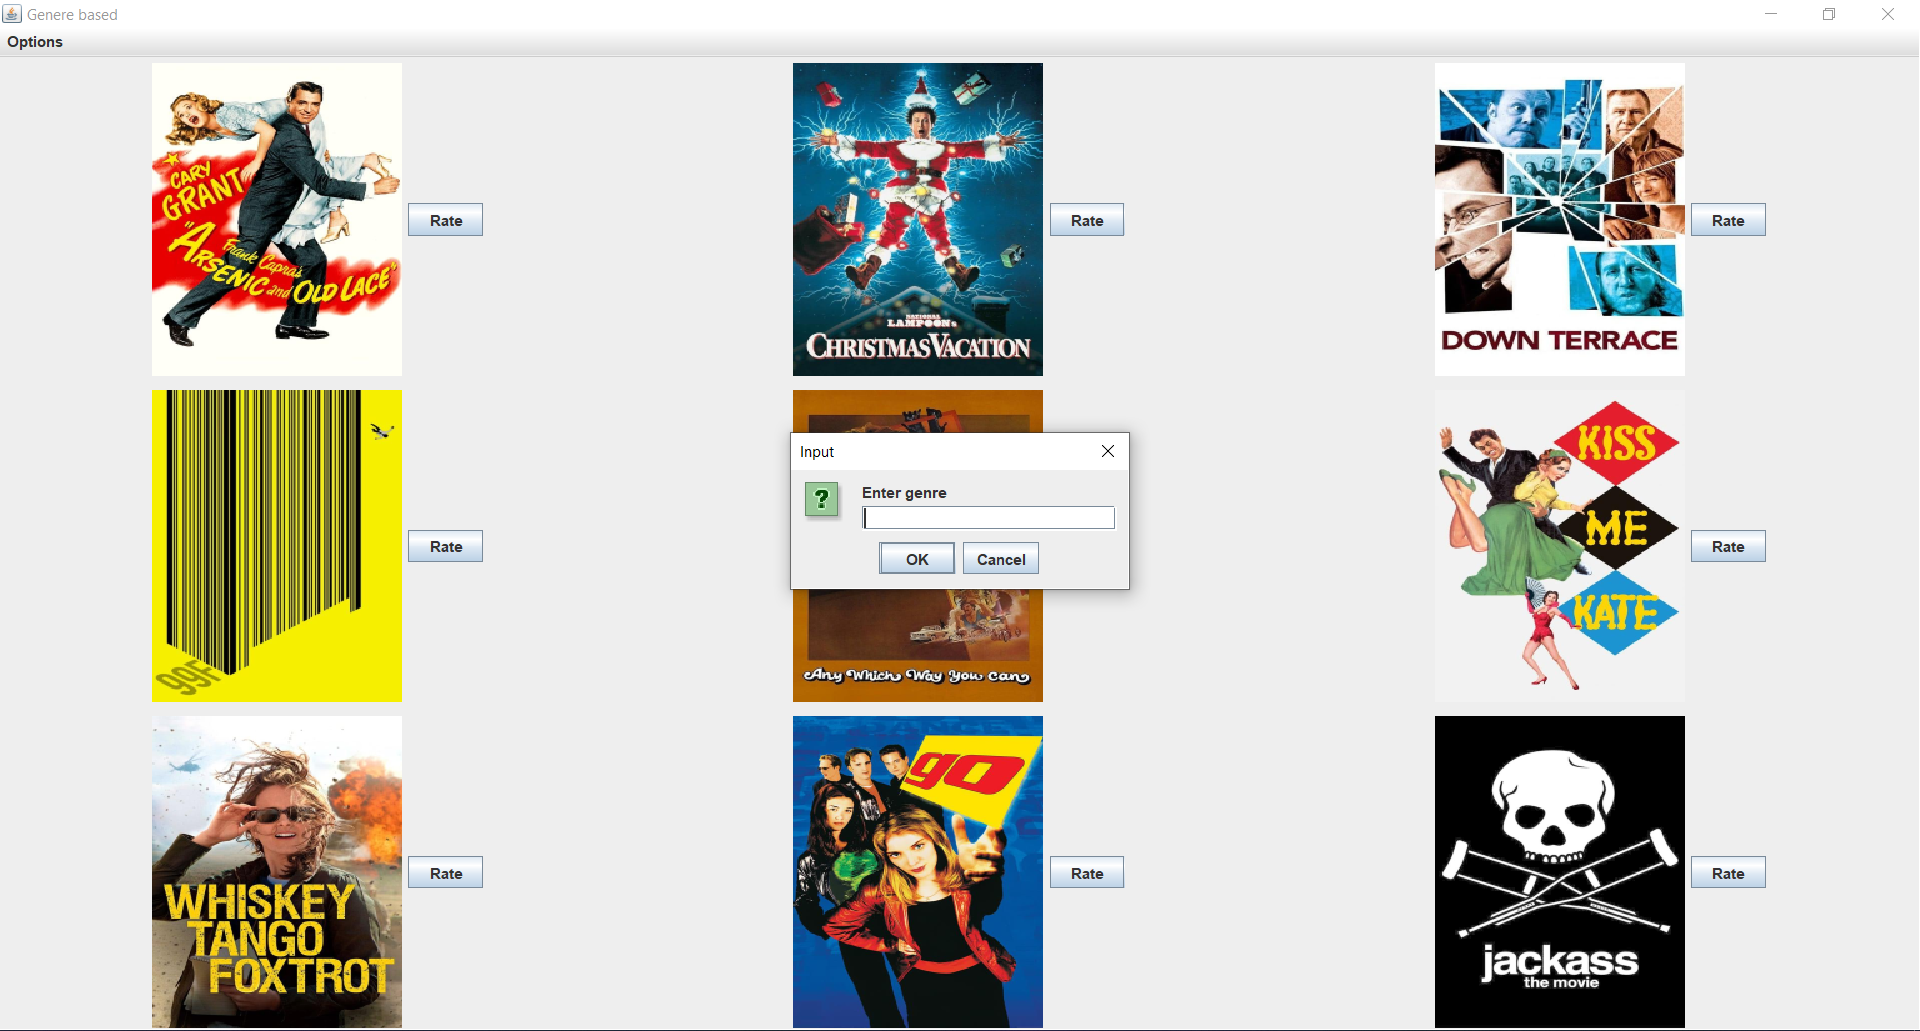 Genere based
Options
CARY
GRANT
"ARSENIC and OLD LACE"
Frank Capra's
Rate
NATIONAL
LAMPOON's
CHRISTMAS VACATION
Rate
DOWN TERRACE
Rate
99F
Rate
Any Which Way You Can
Input
?
Enter genre
OK
Cancel
KISS
ME
KATE
Rate
WHISKEY
TANGO
FOXTROT
Rate
go
Rate
jackass
the movie
Rate